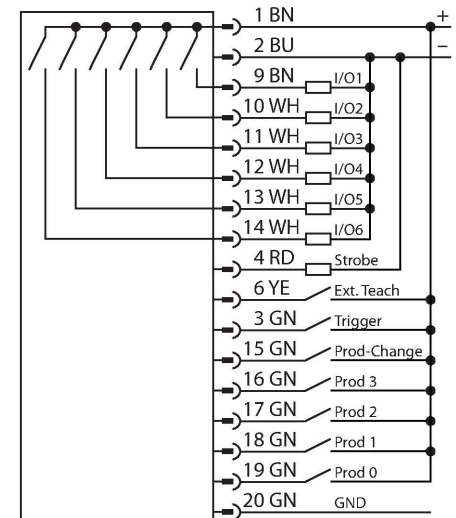 1 BN +
2 BU −
9 BN I/O1
10 WH I/O2
11 WH I/O3
12 WH I/O4
13 WH I/O5
14 WH I/O6
4 RD Strobe
6 YE Ext. Teach
3 GN Trigger
15 GN Prod-Change
16 GN Prod 3
17 GN Prod 2
18 GN Prod 1
19 GN Prod 0
20 GN GND